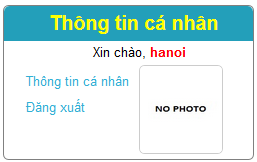 Thông tin cá nhân
Xin chào, hanoi
Thông tin cá nhân
Đăng xuất
NO PHOTO